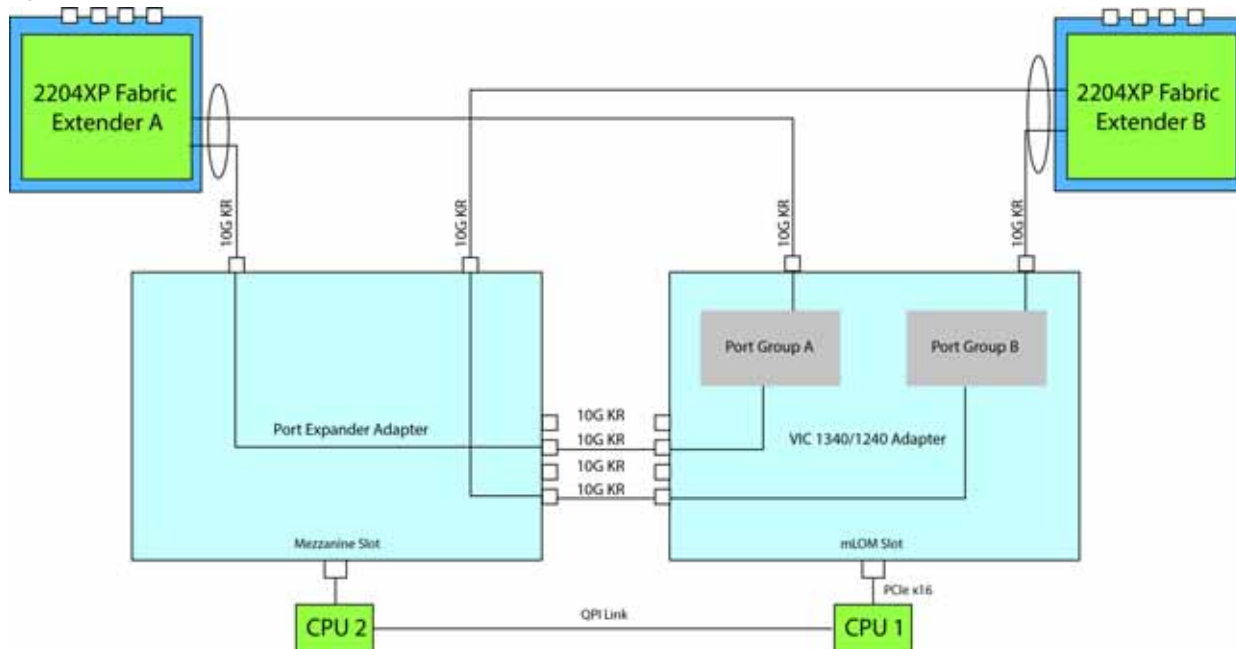 2204XP Fabric
Extender A
2204XP Fabric
Extender B
10G KR
10G KR
10G KR
10G KR
Port Group A
Port Group B
Port Expander Adapter
10G KR
10G KR
10G KR
10G KR
VIC 1340/1240 Adapter
Mezzanine Slot
mLOM Slot
PCIe x16
CPU 2
QPI Link
CPU 1